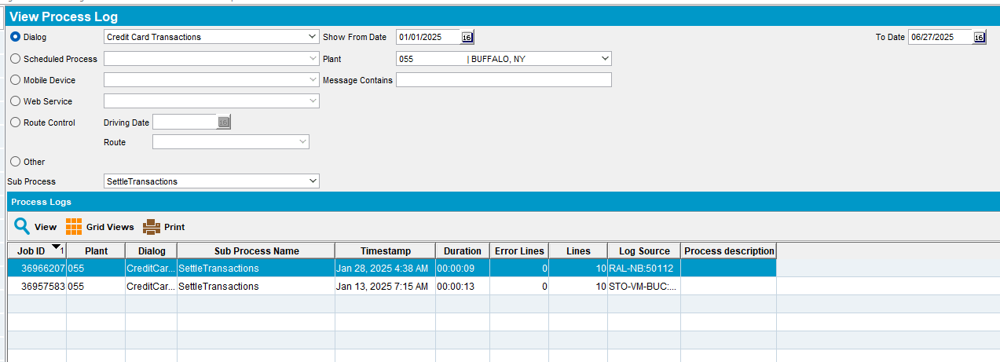 View Process Log
Dialog Credit Card Transactions Show From Date 01/01/2025 16 To Date 06/27/2025 16
Scheduled Process Plant 055 | BUFFALO, NY
Mobile Device Message Contains
Web Service
Route Control Driving Date 16
Route
Other
Sub Process SettleTransactions
Process Logs
View Grid Views Print
Job ID 1 Plant Dialog Sub Process Name Timestamp Duration Error Lines Lines Log Source Process description
36966207 055 CreditCar... SettleTransactions Jan 28, 2025 4:38 AM 00:00:09 0 10 RAL-NB:50112
36957583 055 CreditCar... SettleTransactions Jan 13, 2025 7:15 AM 00:00:13 0 10 STO-VM-BUC:...